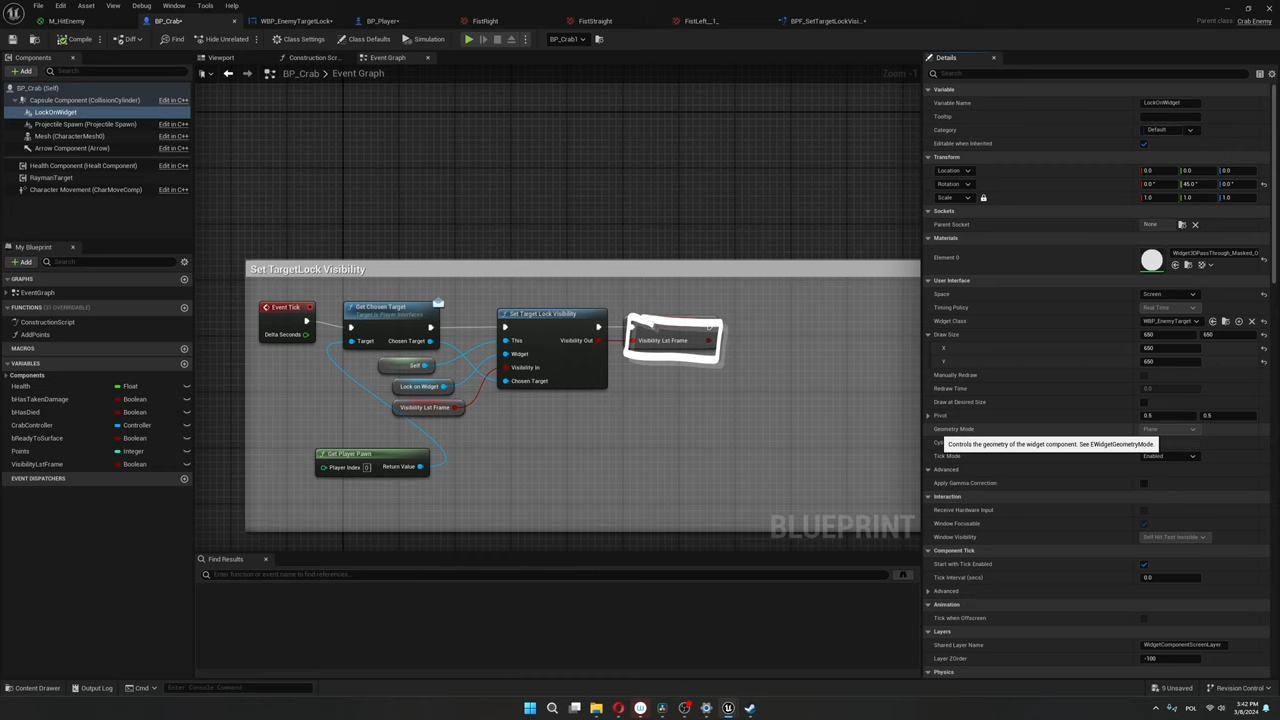 File Edit Asset View Debug Window Tools Help
Parent class: Crab Enemy
M_HitEnemy BP_Crab* WBP_EnemyTargetLock• BP_Player• FistRight FistStraight FistLeft__1_ BPF_SetTargetLockVisi…•
Compile Diff Find Hide Unrelated Class Settings Class Defaults Simulation BP_Crab1
Components
Add Search
BP_Crab (Self)
Capsule Component (CollisionCylinder) Edit in C++
LockOnWidget
Projectile Spawn (Projectile Spawn) Edit in C++
Mesh (CharacterMesh0) Edit in C++
Arrow Component (Arrow) Edit in C++
Health Component (Healt Component) Edit in C++
RaymanTarget
Character Movement (CharMoveComp) Edit in C++
My Blueprint
Add Search
GRAPHS
EventGraph
FUNCTIONS (31 OVERRIDABLE)
ConstructionScript
AddPoints
MACROS
VARIABLES
Components
Health Float
bHasTakenDamage Boolean
bHasDied Boolean
CrabController Controller
bReadyToSurface Boolean
Points Integer
VisibilityLstFrame Boolean
EVENT DISPATCHERS
Viewport Construction Scr… Event Graph
BP_Crab Event Graph
Zoom -1
Set TargetLock Visibility
Event Tick
Delta Seconds
Get Chosen Target
Target is Player Interfaces
Target Chosen Target
Self
Lock on Widget
Visibility Lst Frame
Get Player Pawn
Player Index 0 Return Value
Set Target Lock Visibility
This Visibility Out
Widget
Visibility In
Chosen Target
Visibility Lst Frame
BLUEPRINT
Find Results
Enter function or event name to find references...
Details
Search
Variable
Variable Name LockOnWidget
Tooltip
Category Default
Editable when Inherited
Transform
Location 0.0 0.0 0.0
Rotation 0.0 ° 45.0 ° 0.0 °
Scale 1.0 1.0 1.0
Sockets
Parent Socket None
Materials
Element 0 Widget3DPassThrough_Masked_O
User Interface
Space Screen
Timing Policy Real Time
Widget Class WBP_EnemyTarget
Draw Size 650 650
X 650
Y 650
Manually Redraw
Redraw Time 0.0
Draw at Desired Size
Pivot 0.5 0.5
Geometry Mode Plane
Controls the geometry of the widget component. See EWidgetGeometryMode.
Tick Mode Enabled
Advanced
Apply Gamma Correction
Interaction
Receive Hardware Input
Window Focusable
Window Visibility Self Hit Test Invisible
Component Tick
Start with Tick Enabled
Tick Interval (secs) 0.0
Advanced
Animation
Tick when Offscreen
Layers
Shared Layer Name WidgetComponentScreenLayer
Layer ZOrder -100
Physics
Content Drawer Output Log Cmd Enter Console Command 9 Unsaved Revision Control
POL 3:42 PM
3/8/2024